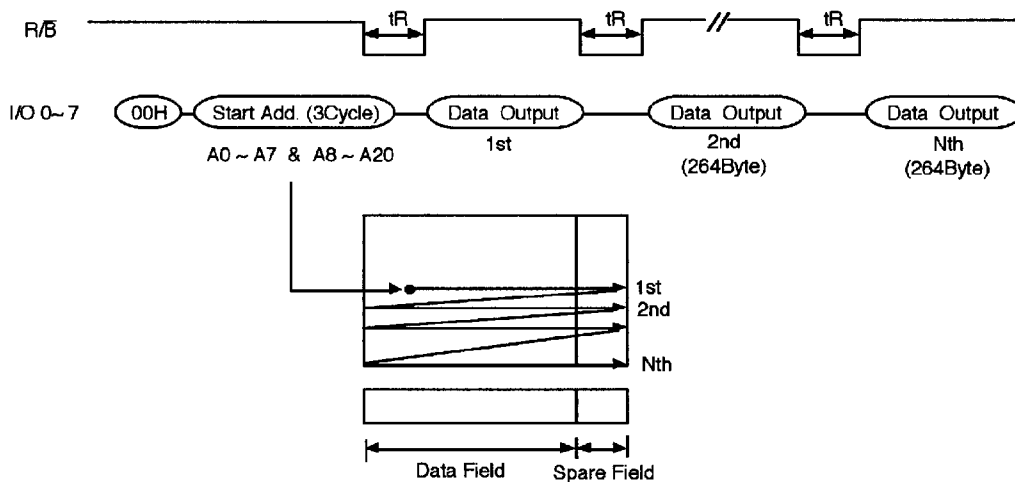 R/B̅ tR tR tR
I/O 0~7 00H Start Add. (3Cycle) Data Output Data Output Data Output
A0 ~ A7 & A8 ~ A20 1st 2nd Nth
(264Byte) (264Byte)
1st
2nd
Nth
Data Field Spare Field